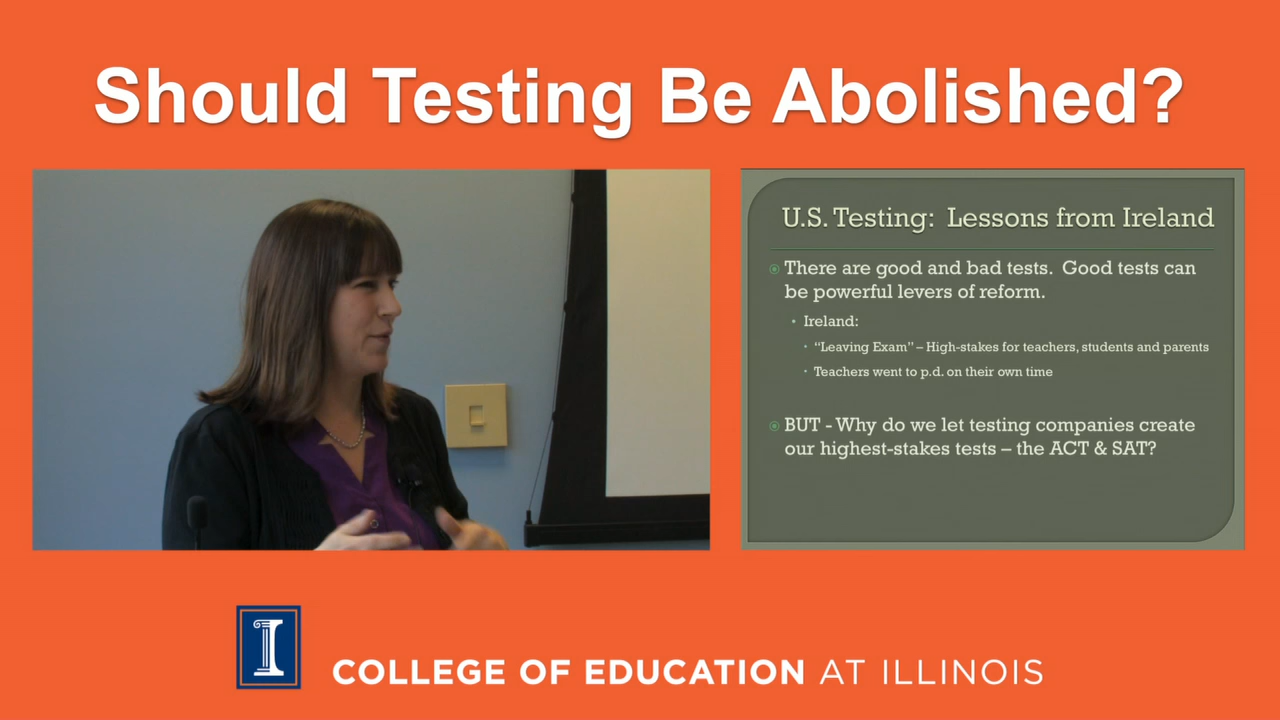 Should Testing Be Abolished?
U.S. Testing: Lessons from Ireland
There are good and bad tests. Good tests can
be powerful levers of reform.
Ireland:
“Leaving Exam” – High-stakes for teachers, students and parents
Teachers went to p.d. on their own time
BUT - Why do we let testing companies create
our highest-stakes tests – the ACT & SAT?
I
COLLEGE OF EDUCATION AT ILLINOIS